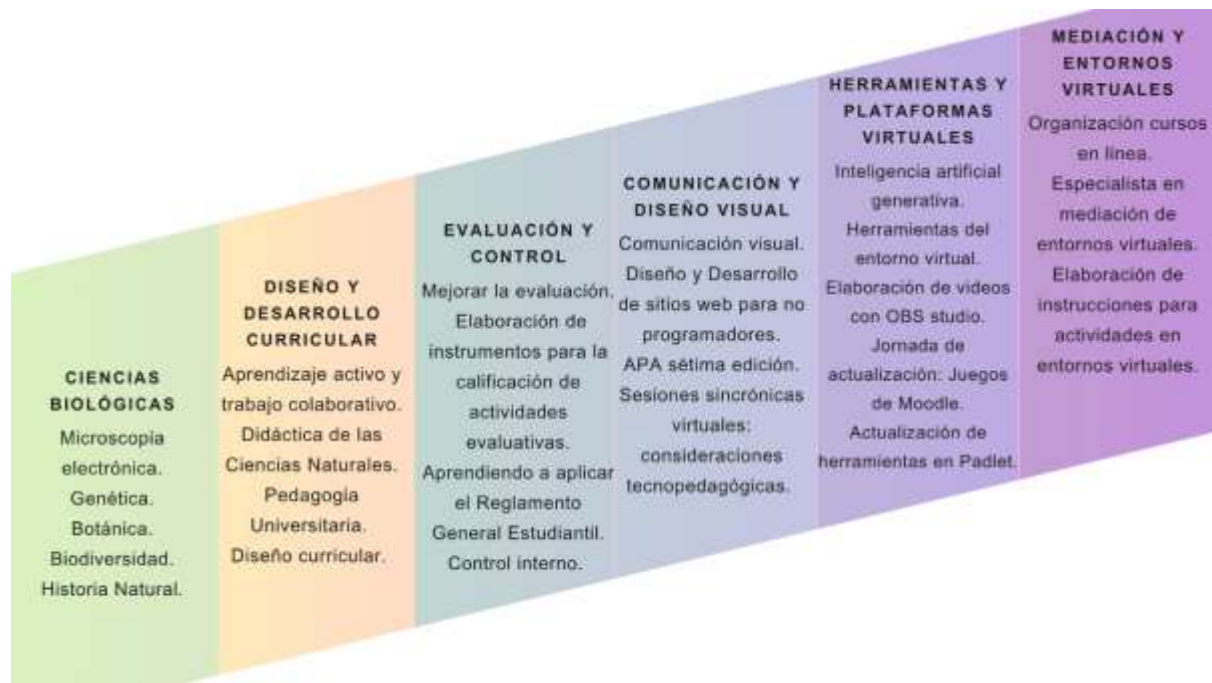 CIENCIAS
BIOLÓGICAS
Microscopía
electrónica.
Genética.
Botánica.
Biodiversidad.
Historia Natural.
DISEÑO Y
DESARROLLO
CURRICULAR
Aprendizaje activo y
trabajo colaborativo.
Didáctica de las
Ciencias Naturales.
Pedagogía
Universitaria.
Diseño curricular.
EVALUACIÓN Y
CONTROL
Mejorar la evaluación.
Elaboración de
instrumentos para la
calificación de
actividades
evaluativas.
Aprendiendo a aplicar
el Reglamento
General Estudiantil.
Control interno.
COMUNICACIÓN Y
DISEÑO VISUAL
Comunicación visual.
Diseño y Desarrollo
de sitios web para no
programadores.
APA sétima edición.
Sesiones sincrónicas
virtuales:
consideraciones
tecnopedagógicas.
HERRAMIENTAS Y
PLATAFORMAS
VIRTUALES
Inteligencia artificial
generativa.
Herramientas del
entorno virtual.
Elaboración de videos
con OBS studio.
Jornada de
actualización: Juegos
de Moodle.
Actualización de
herramientas en Padlet.
MEDIACIÓN Y
ENTORNOS
VIRTUALES
Organización cursos
en línea.
Especialista en
mediación de
entornos virtuales.
Elaboración de
instrucciones para
actividades en
entornos virtuales.